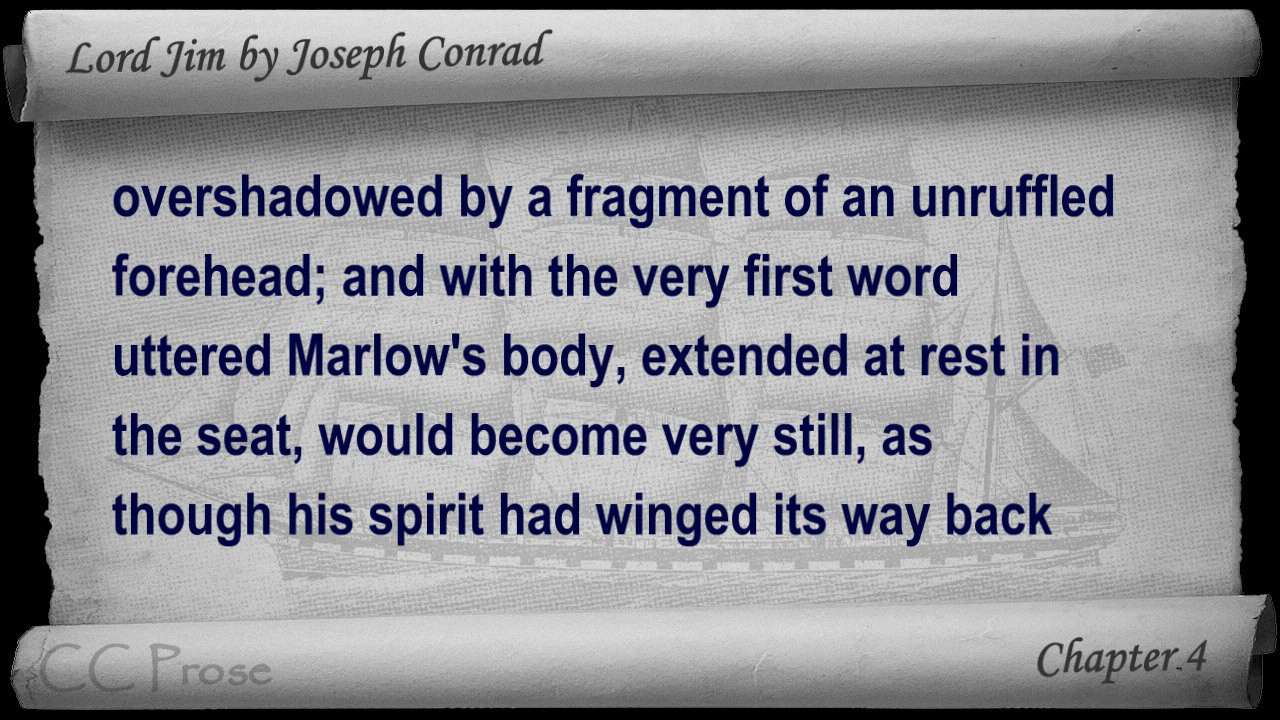 Lord Jim by Joseph Conrad
overshadowed by a fragment of an unruffled
forehead; and with the very first word
uttered Marlow's body, extended at rest in
the seat, would become very still, as
though his spirit had winged its way back
CC Prose
Chapter 4